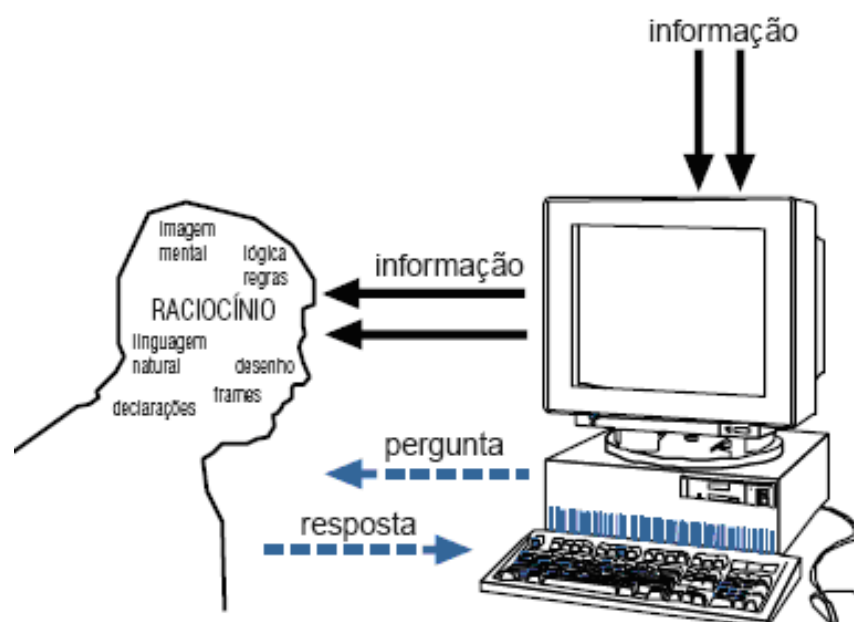 informação
imagem
mental
lógica
regras
informação
RACIOCÍNIO
linguagem
natural
desenho
frames
declarações
pergunta
resposta